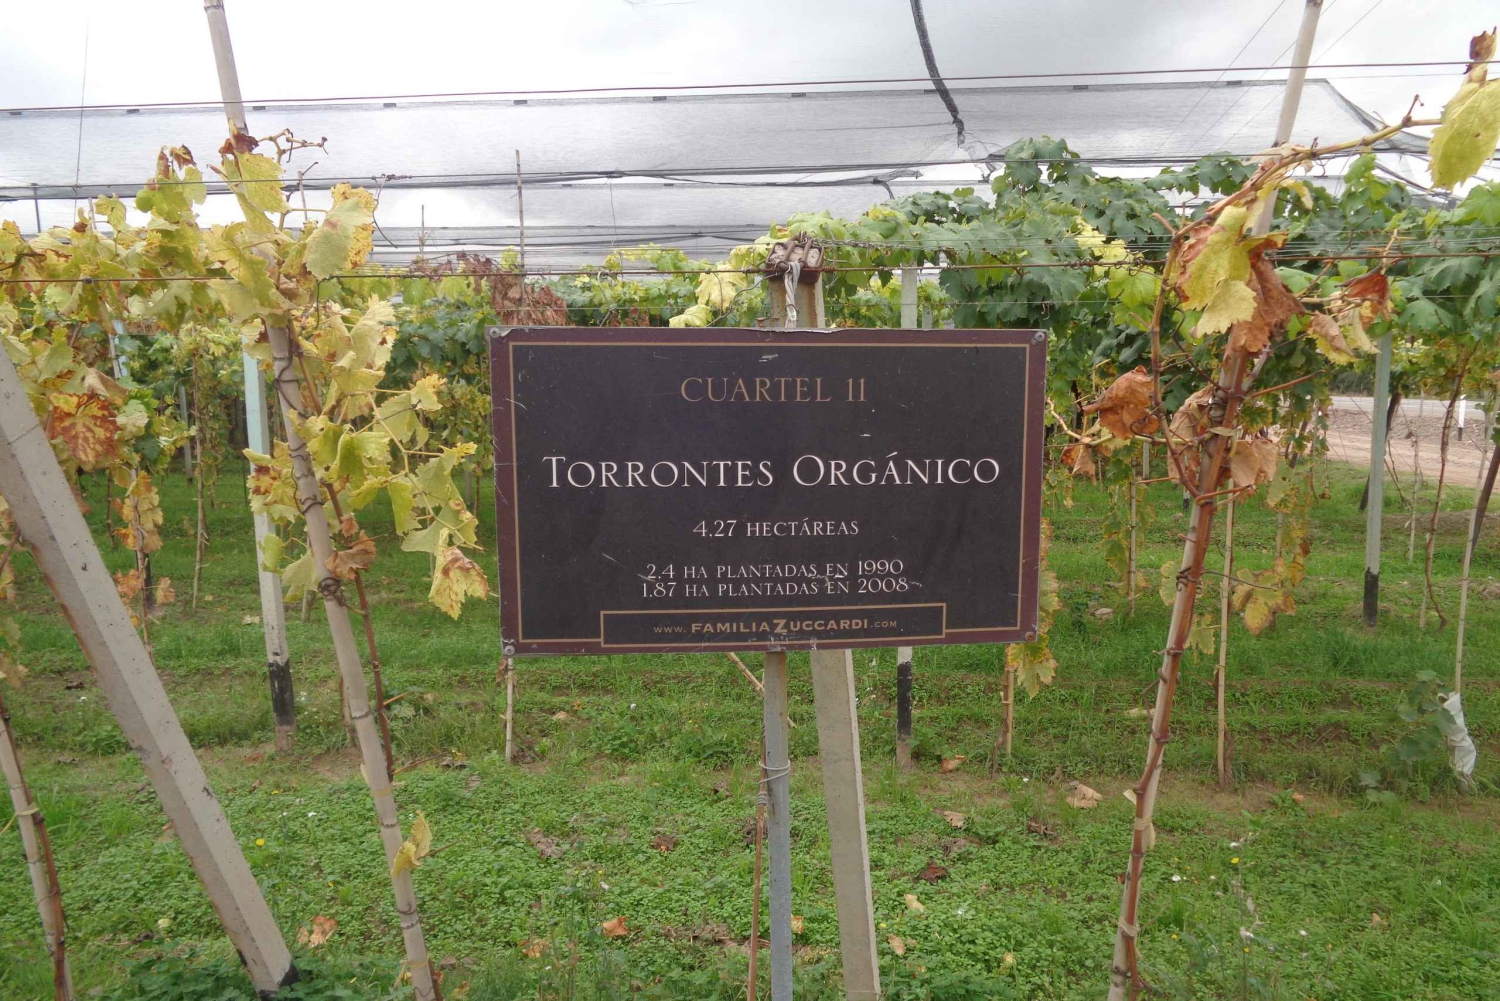 CUARTEL 11
TORRONTES ORGÁNICO
4,27 HECTÁREAS
2.4 HA PLANTADAS EN 1990
1.87 HA PLANTADAS EN 2008
www.FAMILIAZUCCARDI.COM